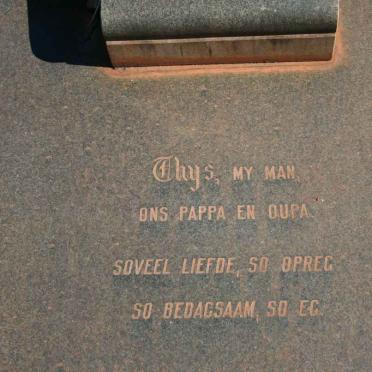 Thys, MY MAN,
ONS PAPPA EN OUPA.
SOVEEL LIEFDE, SO OPREG
SO BEDAGSAAM, SO EG.